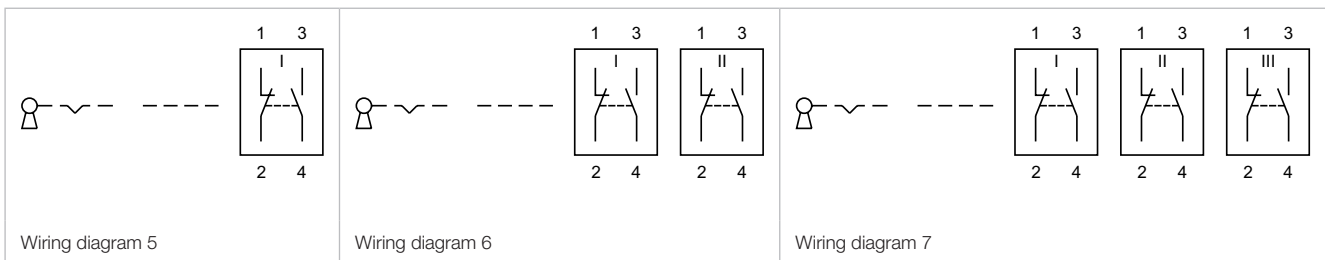 1 3
I
2 4
Wiring diagram 5
1 3 1 3
I II
2 4 2 4
Wiring diagram 6
1 3 1 3 1 3
I II III
2 4 2 4 2 4
Wiring diagram 7